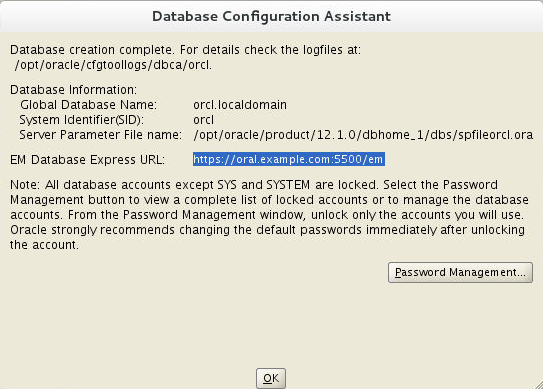 Database Configuration Assistant
Database creation complete. For details check the logfiles at:
/opt/oracle/cfgtoollogs/dbca/orcl.
Database Information:
Global Database Name: orcl.localdomain
System Identifier(SID): orcl
Server Parameter File name: /opt/oracle/product/12.1.0/dbhome_1/dbs/spfileorcl.ora
EM Database Express URL: https://oral.example.com:5500/em
Note: All database accounts except SYS and SYSTEM are locked. Select the Password
Management button to view a complete list of locked accounts or to manage the database
accounts. From the Password Management window, unlock only the accounts you will use.
Oracle strongly recommends changing the default passwords immediately after unlocking
the account.
Password Management...
OK